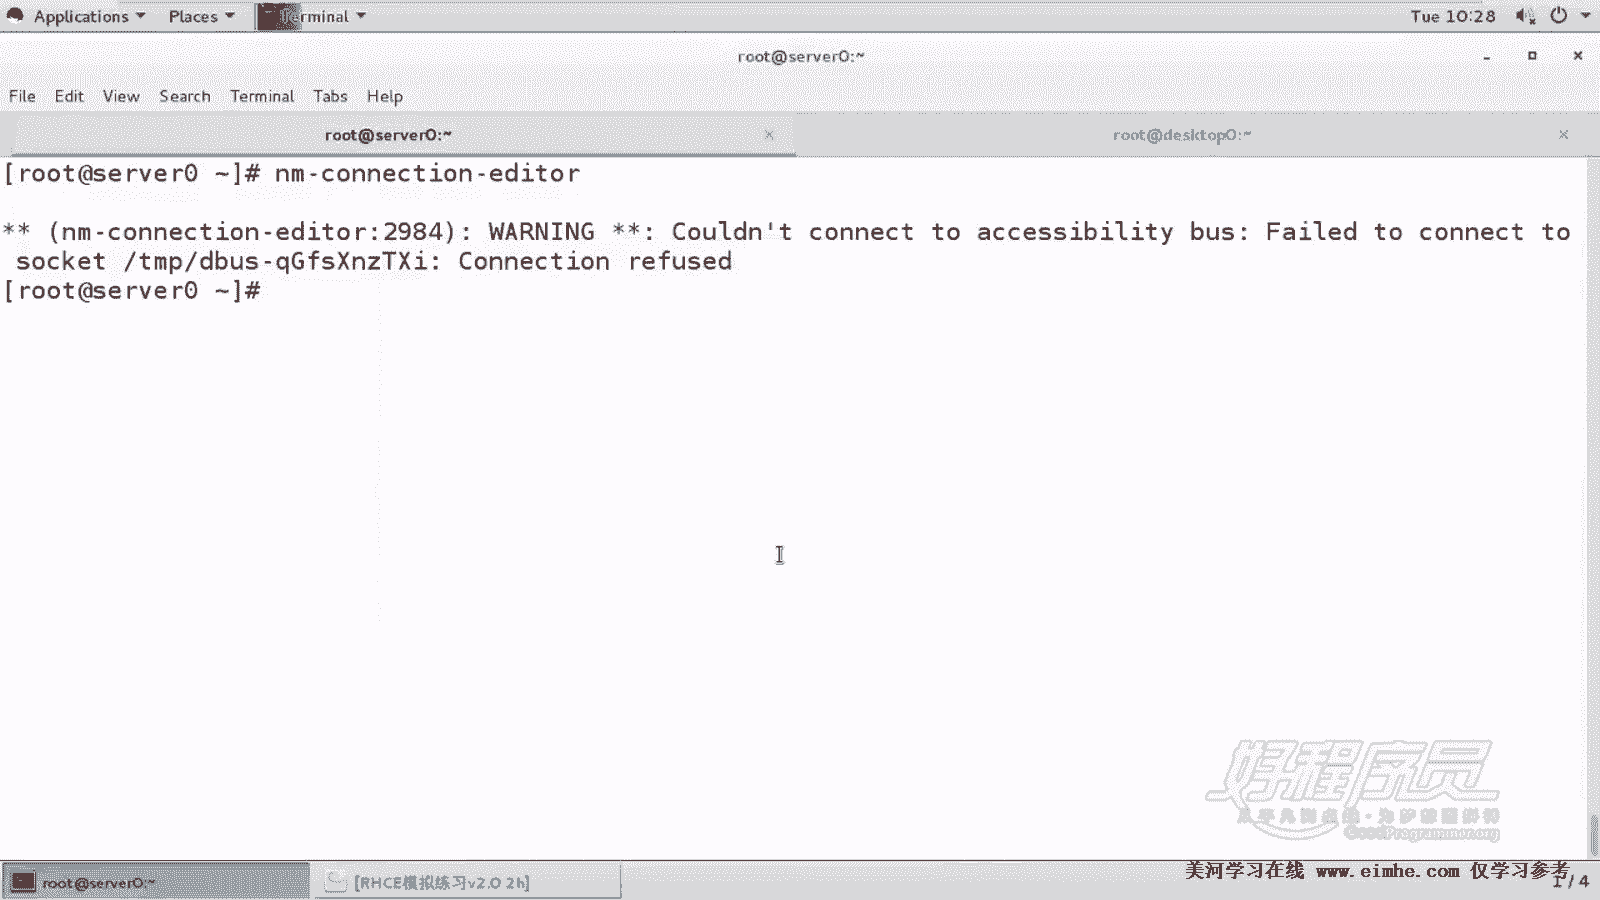 Applications Places Terminal Tue 10:28
root@server0:~
File Edit View Search Terminal Tabs Help
root@server0:~ × root@desktop0:~ ×
[root@server0 ~]# nm-connection-editor
** (nm-connection-editor:2984): WARNING **: Couldn't connect to accessibility bus: Failed to connect to
socket /tmp/dbus-qGfsXnzTXi: Connection refused
[root@server0 ~]#
好程序员
GoodProgrammer.org
美河学习在线 www.eimhe.com 仅学习参考
root@server0:~ [RHCE模拟练习v2.0 2h] 1 / 4